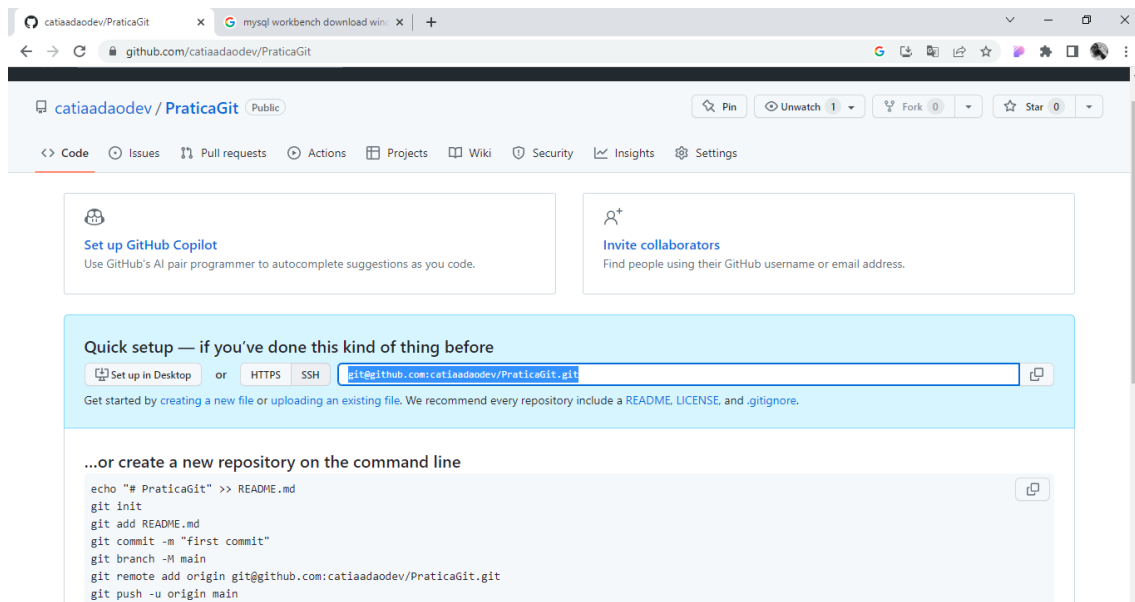 catiaadaodev/PraticaGit
mysql workbench download winc
github.com/catiaadaodev/PraticaGit
catiaadaodev / PraticaGit Public
Pin
Unwatch 1
Fork 0
Star 0
<> Code Issues Pull requests Actions Projects Wiki Security Insights Settings
Set up GitHub Copilot
Use GitHub's AI pair programmer to autocomplete suggestions as you code.
Invite collaborators
Find people using their GitHub username or email address.
Quick setup — if you've done this kind of thing before
Set up in Desktop or HTTPS SSH git@github.com:catiaadaodev/PraticaGit.git
Get started by creating a new file or uploading an existing file. We recommend every repository include a README, LICENSE, and .gitignore.
...or create a new repository on the command line
echo "# PraticaGit" >> README.md
git init
git add README.md
git commit -m "first commit"
git branch -M main
git remote add origin git@github.com:catiaadaodev/PraticaGit.git
git push -u origin main